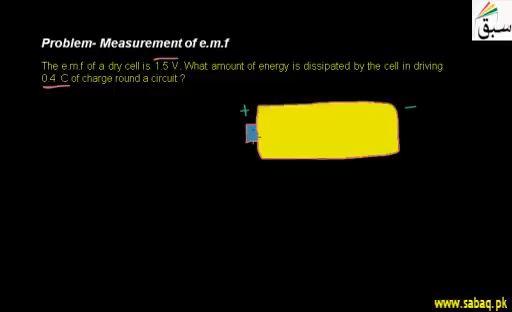 سبق
Problem- Measurement of e.m.f
The e.m.f of a dry cell is 1.5 V. What amount of energy is dissipated by the cell in driving
0.4 C of charge round a circuit ?
+ −
www.sabaq.pk